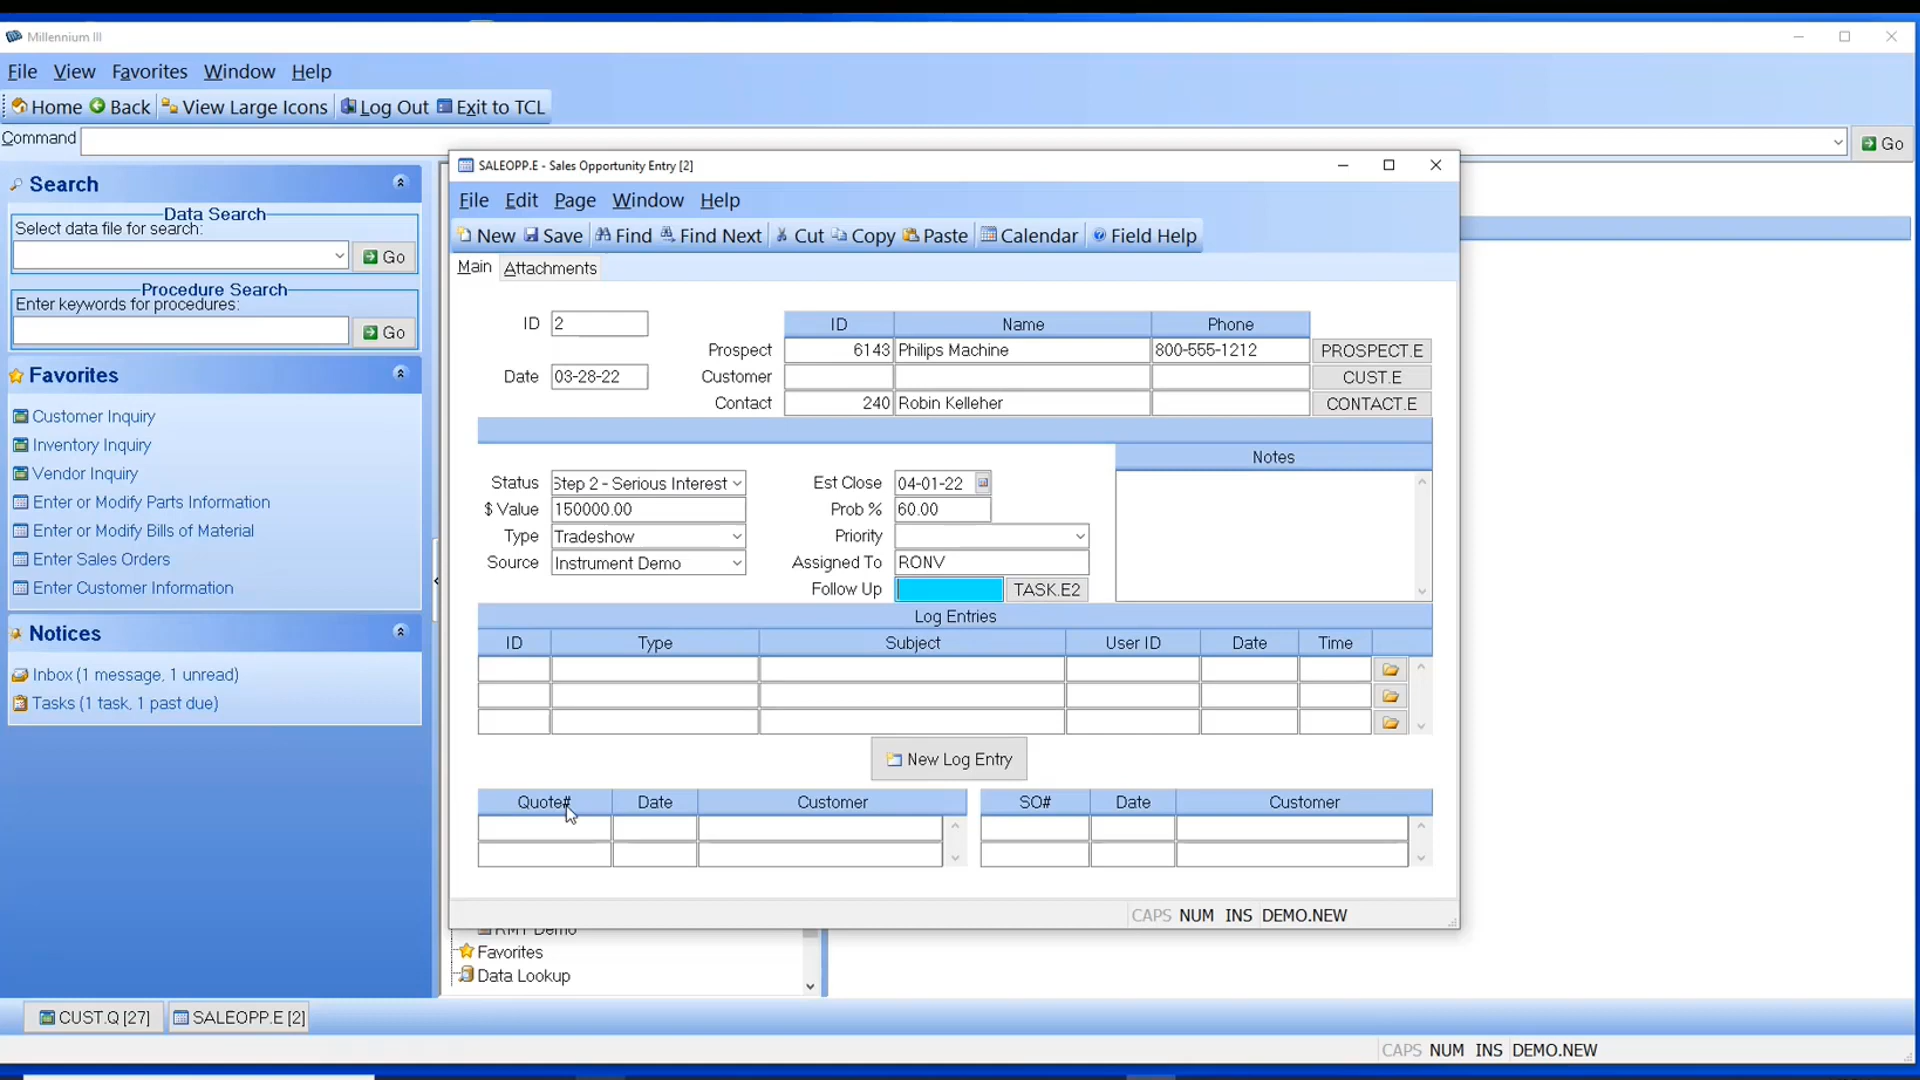 Millennium III
File View Favorites Window Help
Home Back View Large Icons Log Out Exit to TCL
Command Go
Search
Data Search
Select data file for search:
Go
Procedure Search
Enter keywords for procedures:
Go
Favorites
Customer Inquiry
Inventory Inquiry
Vendor Inquiry
Enter or Modify Parts Information
Enter or Modify Bills of Material
Enter Sales Orders
Enter Customer Information
Notices
Inbox (1 message, 1 unread)
Tasks (1 task, 1 past due)
SALEOPP.E - Sales Opportunity Entry [2]
File Edit Page Window Help
New Save Find Find Next Cut Copy Paste Calendar Field Help
Main Attachments
ID 2
Date 03-28-22
ID Name Phone
Prospect 6143 Philips Machine 800-555-1212 PROSPECT.E
Customer CUST.E
Contact 240 Robin Kelleher CONTACT.E
Status Step 2 - Serious Interest
$ Value 150000.00
Type Tradeshow
Source Instrument Demo
Est Close 04-01-22
Prob % 60.00
Priority
Assigned To RONV
Follow Up TASK.E2
Notes
Log Entries
ID Type Subject User ID Date Time
New Log Entry
Quote# Date Customer
SO# Date Customer
CAPS NUM INS DEMO.NEW
RMT Demo
Favorites
Data Lookup
CUST.Q [27] SALEOPP.E [2]
CAPS NUM INS DEMO.NEW